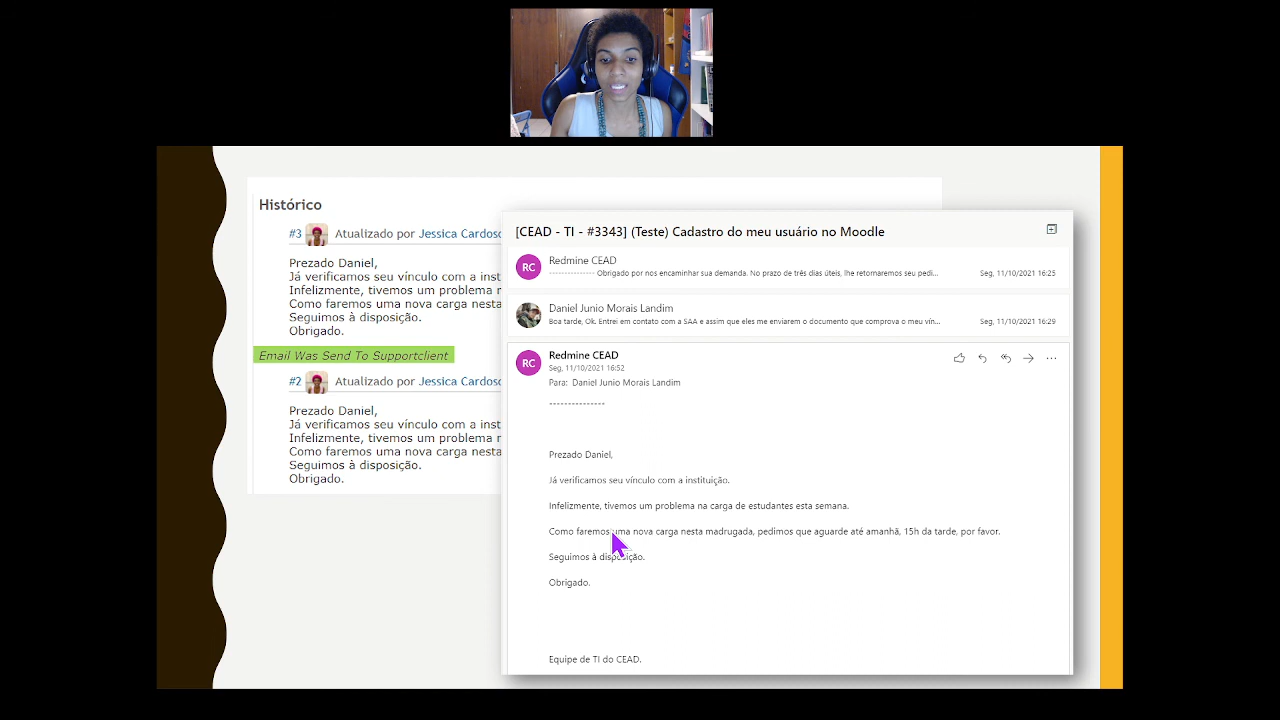 Histórico
#3 Atualizado por Jessica Cardoso
Prezado Daniel,
Já verificamos seu vínculo com a inst
Infelizmente, tivemos um problema n
Como faremos uma nova carga nesta
Seguimos à disposição.
Obrigado.
Email Was Send To Supportclient
#2 Atualizado por Jessica Cardoso
Prezado Daniel,
Já verificamos seu vínculo com a inst
Infelizmente, tivemos um problema n
Como faremos uma nova carga nesta
Seguimos à disposição.
Obrigado.
[CEAD - TI - #3343] (Teste) Cadastro do meu usuário no Moodle
RC Redmine CEAD
--------------- Obrigado por nos encaminhar sua demanda. No prazo de três dias úteis, lhe retornaremos seu pedi... Seg, 11/10/2021 16:25
Daniel Junio Morais Landim
Boa tarde, Ok. Entrei em contato com a SAA e assim que eles me enviarem o documento que comprova o meu vín... Seg, 11/10/2021 16:29
RC Redmine CEAD
Seg, 11/10/2021 16:52
Para: Daniel Junio Morais Landim
---------------
Prezado Daniel,
Já verificamos seu vínculo com a instituição.
Infelizmente, tivemos um problema na carga de estudantes esta semana.
Como faremos uma nova carga nesta madrugada, pedimos que aguarde até amanhã, 15h da tarde, por favor.
Seguimos à disposição.
Obrigado.
Equipe de TI do CEAD.